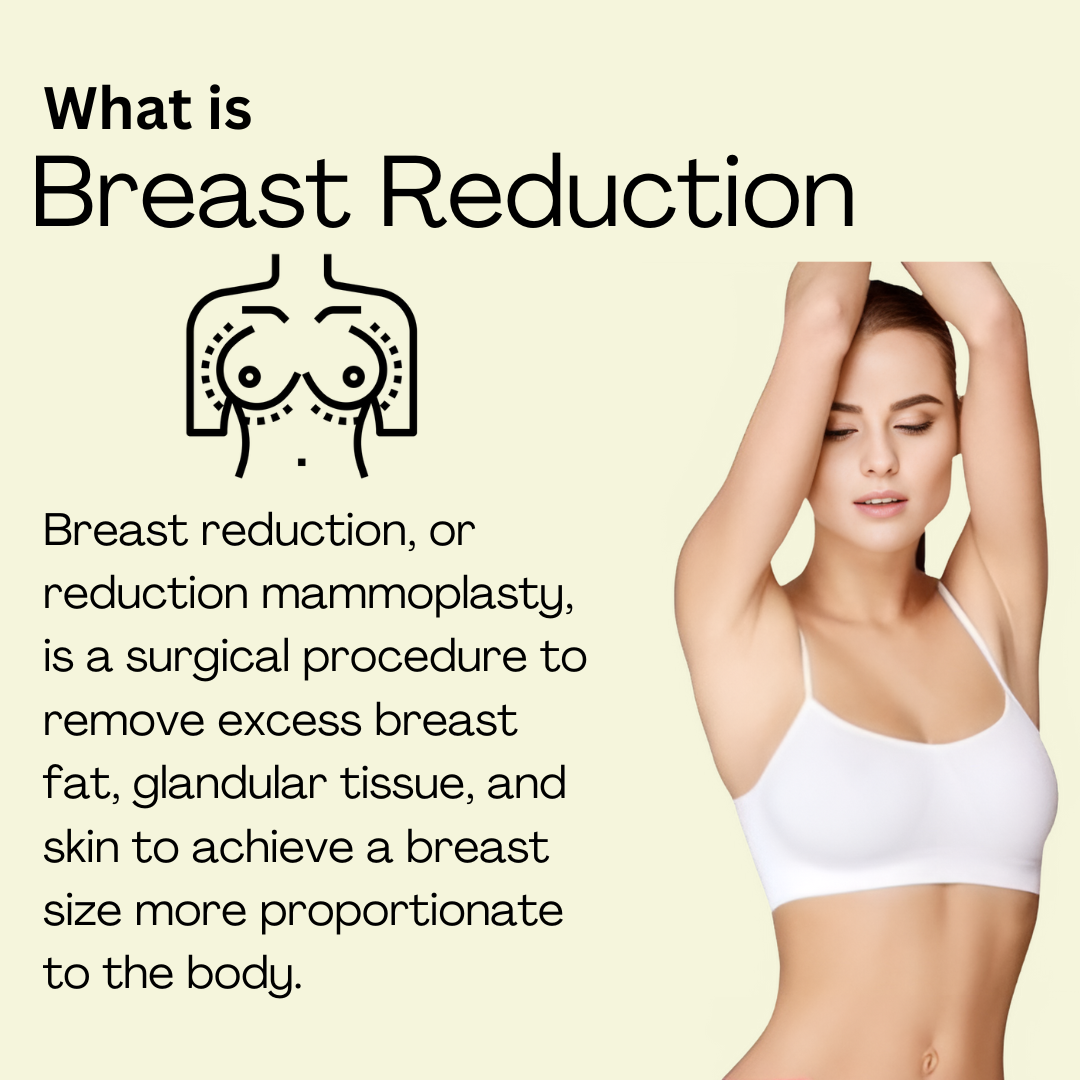 What is
Breast Reduction
Breast reduction, or
reduction mammoplasty,
is a surgical procedure to
remove excess breast
fat, glandular tissue, and
skin to achieve a breast
size more proportionate
to the body.